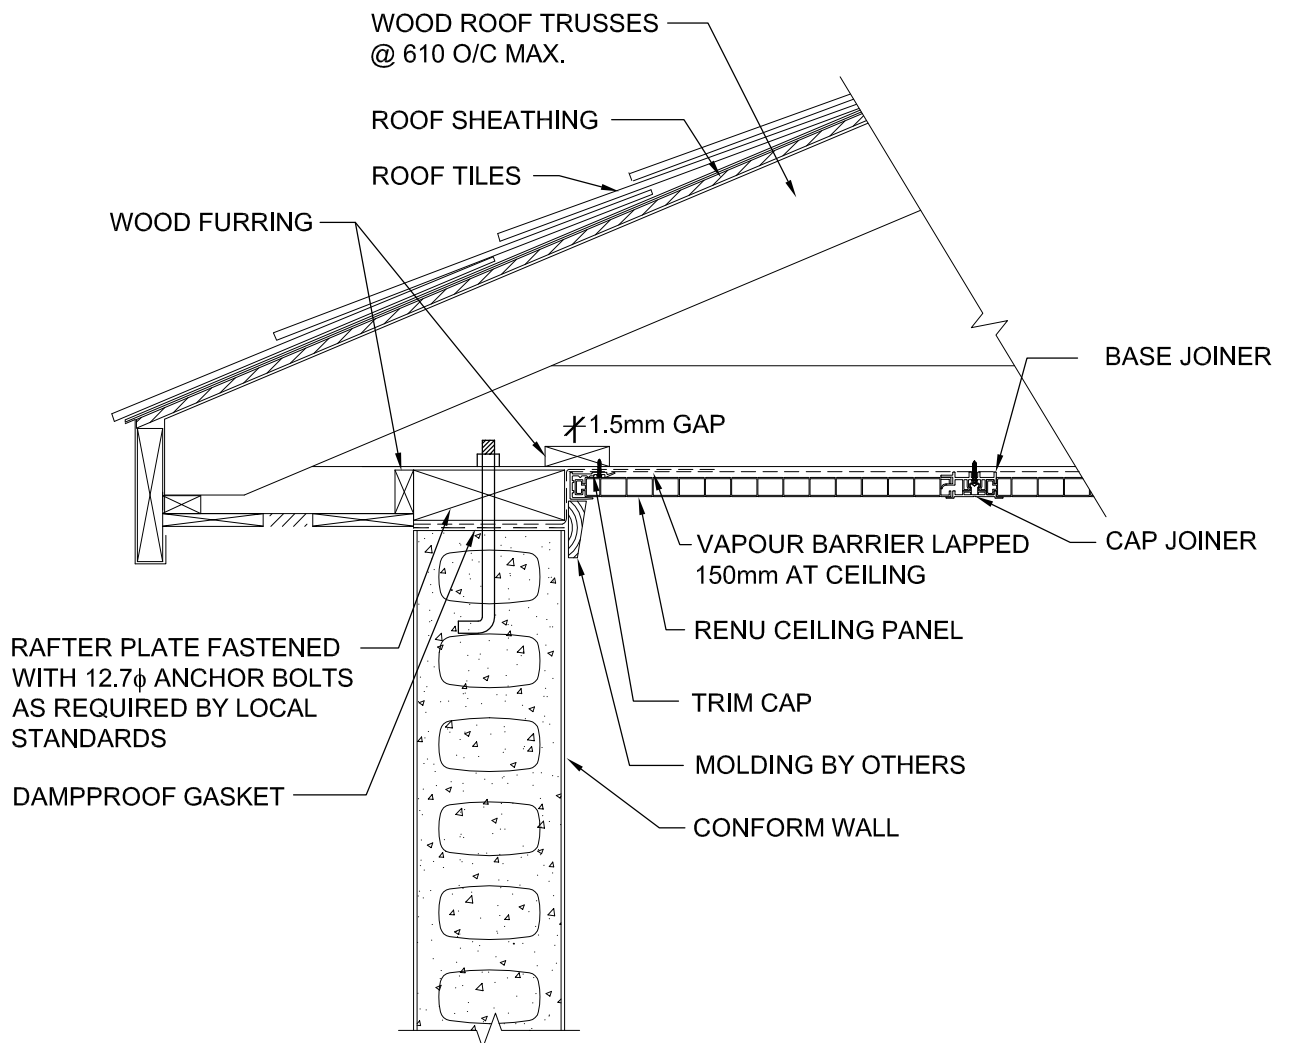 WOOD ROOF TRUSSES
@ 610 O/C MAX.
ROOF SHEATHING
ROOF TILES
WOOD FURRING
BASE JOINER
1.5mm GAP
CAP JOINER
VAPOUR BARRIER LAPPED
150mm AT CEILING
RENU CEILING PANEL
RAFTER PLATE FASTENED
WITH 12.7ϕ ANCHOR BOLTS
AS REQUIRED BY LOCAL
STANDARDS
TRIM CAP
MOLDING BY OTHERS
DAMPPROOF GASKET
CONFORM WALL